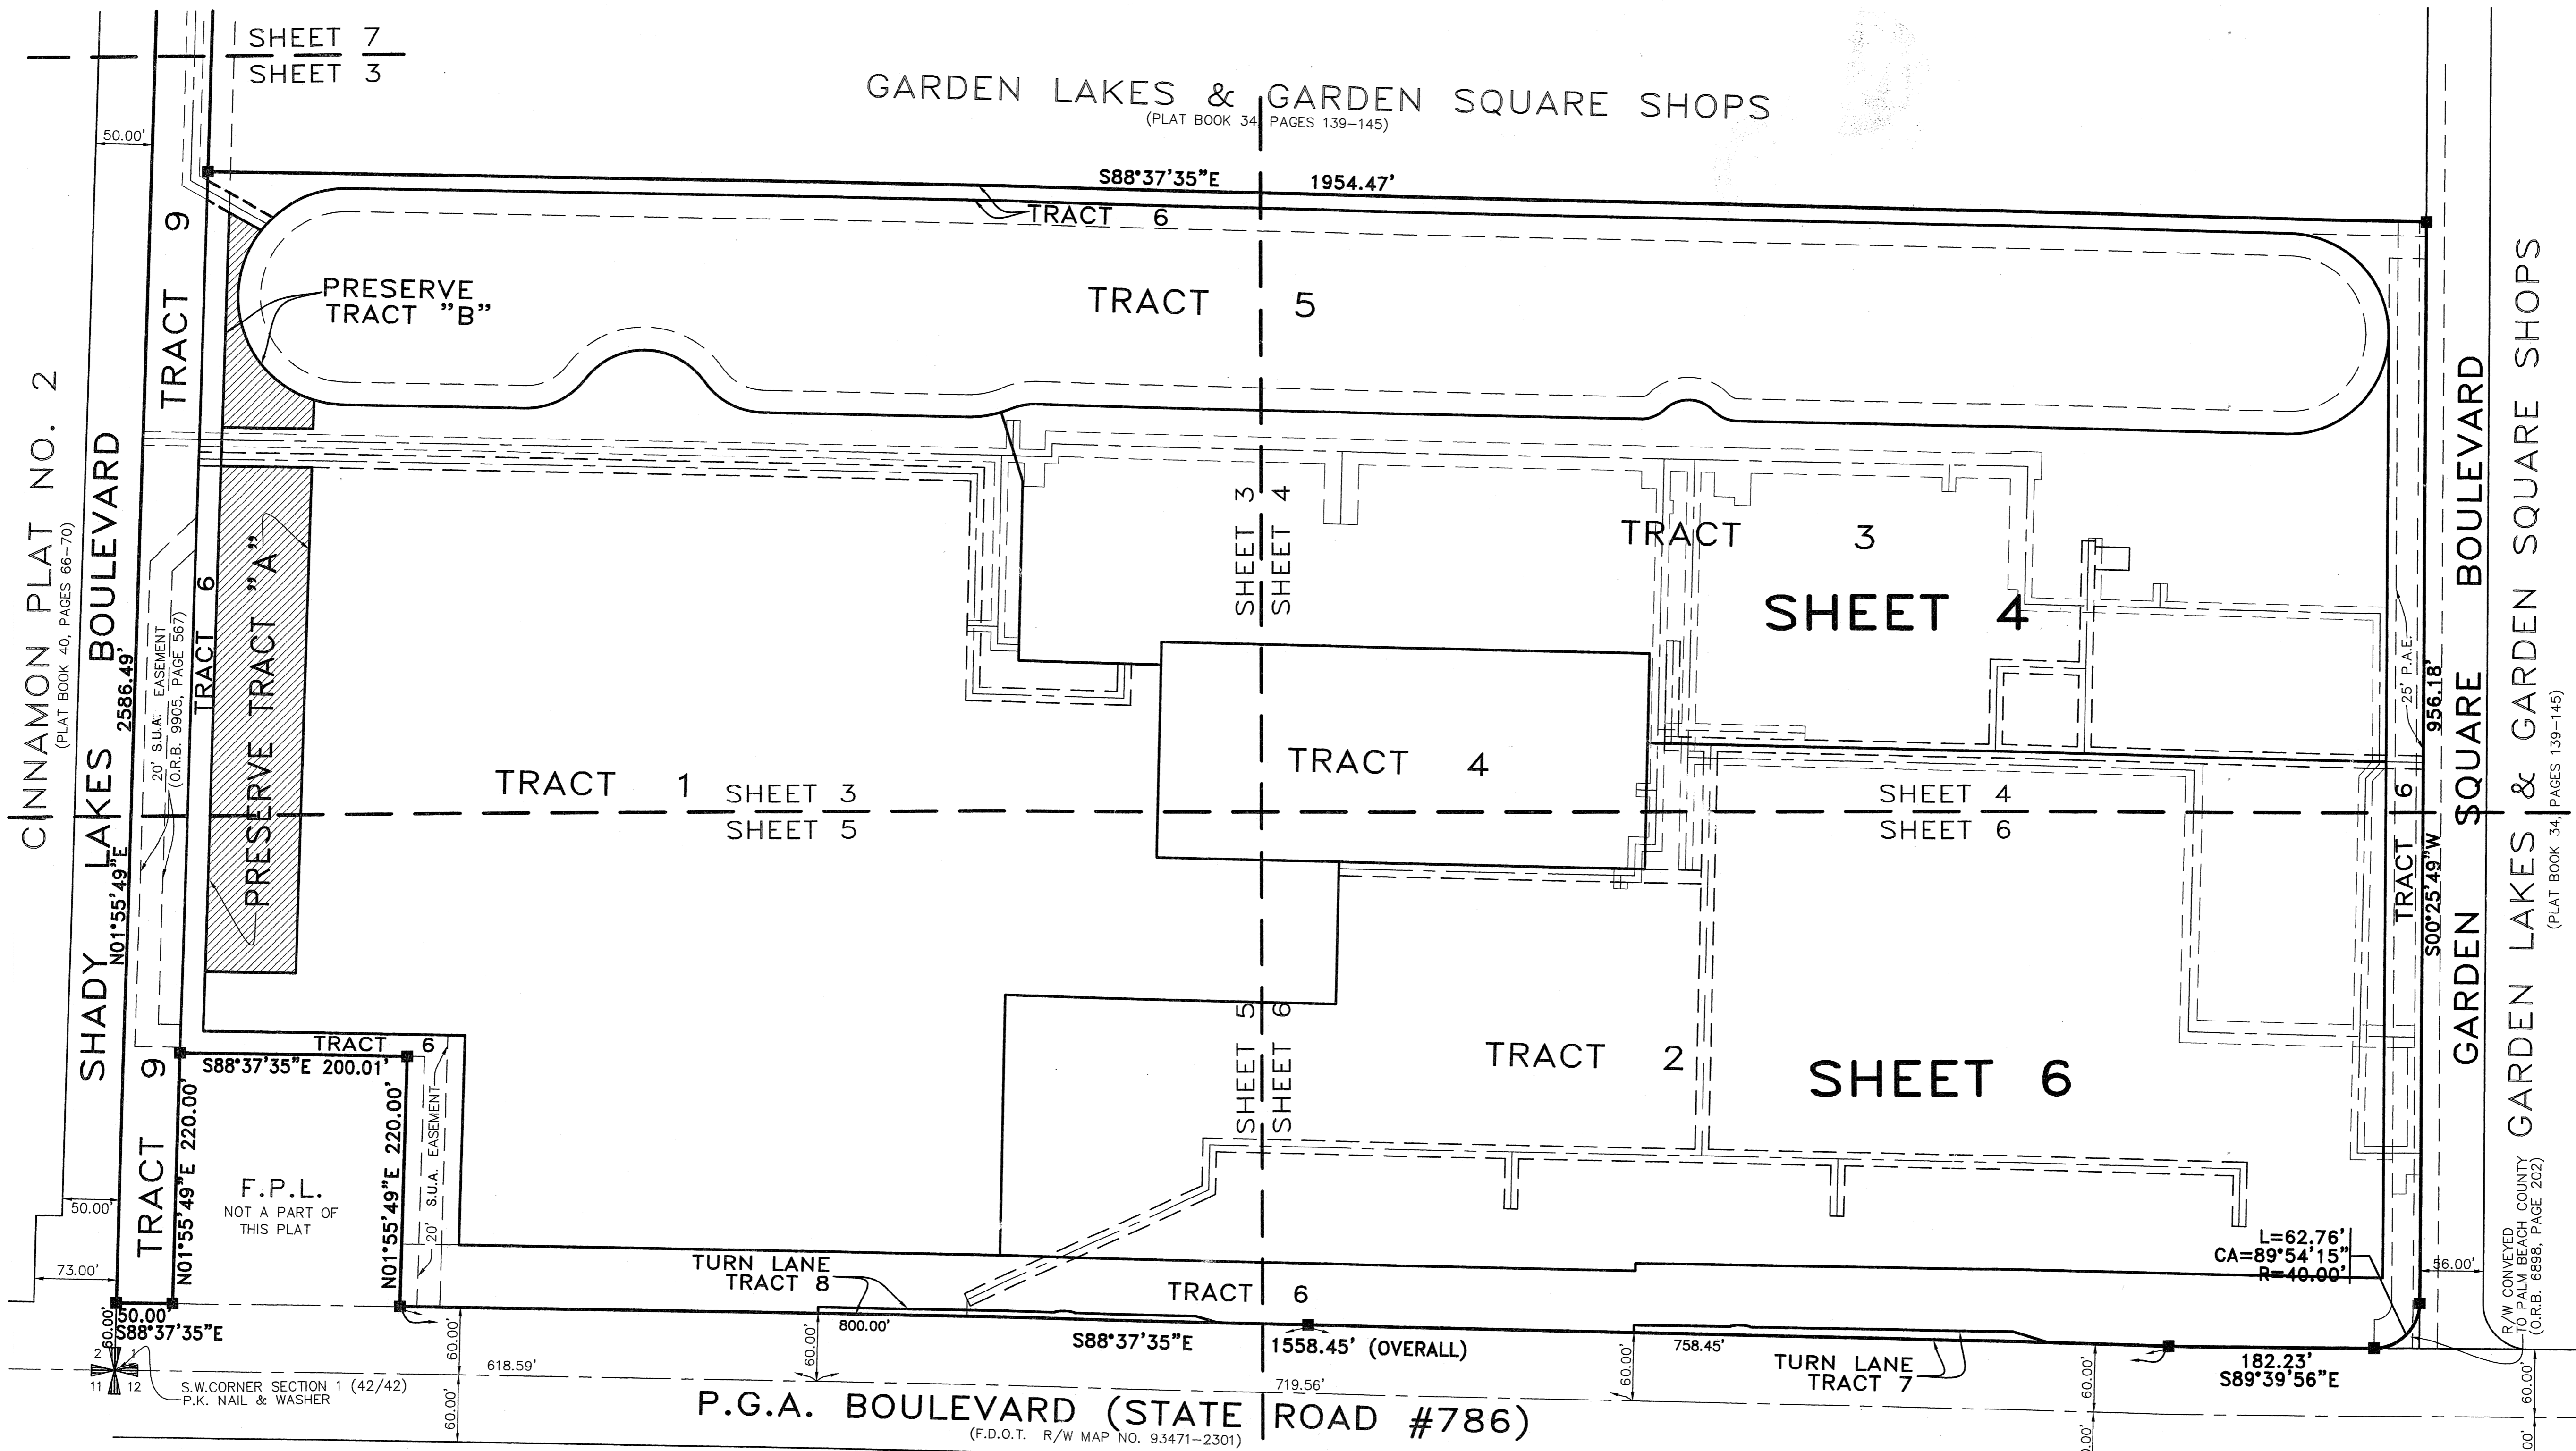 SHEET 7
SHEET 3
GARDEN LAKES & GARDEN SQUARE SHOPS
(PLAT BOOK 34, PAGES 139-145)
50.00'
S88°37'35"E 1954.47'
TRACT 6
TRACT 9
PRESERVE
TRACT "B"
TRACT 5
CINNAMON PLAT NO. 2
(PLAT BOOK 40, PAGES 66-70)
SHADY LAKES BOULEVARD
N01°55'49"E 2586.49'
20' S.U.A. EASEMENT
(O.R.B. 9905, PAGE 567)
TRACT 6
PRESERVE TRACT "A"
TRACT 1
SHEET 3
SHEET 5
SHEET 3
SHEET 4
TRACT 3
SHEET 4
TRACT 4
SHEET 4
SHEET 6
25' P.A.E.
956.18'
S00°25'49"W
TRACT 6
GARDEN SQUARE BOULEVARD
GARDEN LAKES & GARDEN SQUARE SHOPS
(PLAT BOOK 34, PAGES 139-145)
SHEET 5
SHEET 6
TRACT 2
SHEET 6
TRACT 6
S88°37'35"E 200.01'
TRACT 9
N01°55'49"E 220.00'
N01°55'49"E 220.00'
20' S.U.A. EASEMENT
F.P.L.
NOT A PART OF
THIS PLAT
50.00'
73.00'
TURN LANE
TRACT 8
TRACT 6
L=62.76'
CA=89°54'15"
R=40.00'
56.00'
R/W CONVEYED
TO PALM BEACH COUNTY
(O.R.B. 6898, PAGE 202)
60.00'
50.00'
S88°37'35"E
60.00'
60.00'
800.00'
S88°37'35"E 1558.45' (OVERALL)
60.00'
758.45'
TURN LANE
TRACT 7
60.00'
182.23'
S89°39'56"E
60.00'
2 1
11 12
S.W.CORNER SECTION 1 (42/42)
P.K. NAIL & WASHER
618.59'
60.00'
719.56'
P.G.A. BOULEVARD (STATE ROAD #786)
(F.D.O.T. R/W MAP NO. 93471-2301)